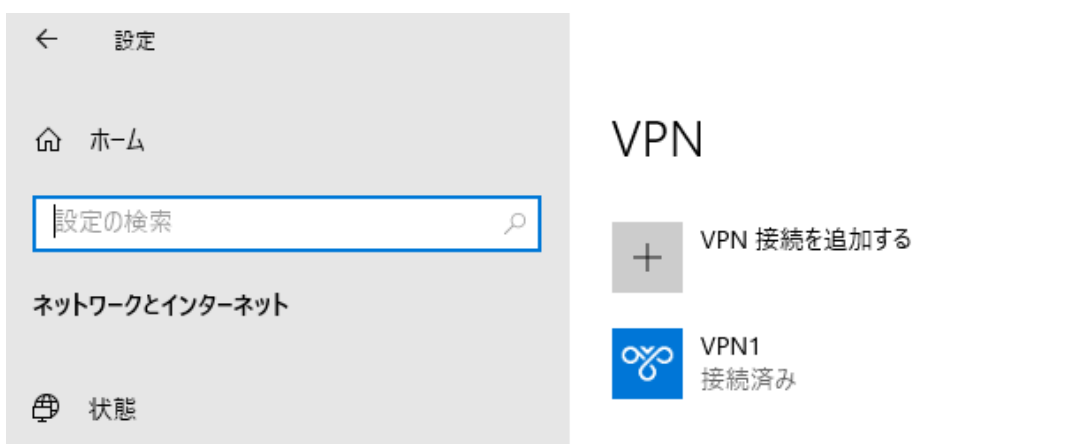 設定
ホーム
設定の検索
ネットワークとインターネット
状態
VPN
VPN 接続を追加する
VPN1
接続済み